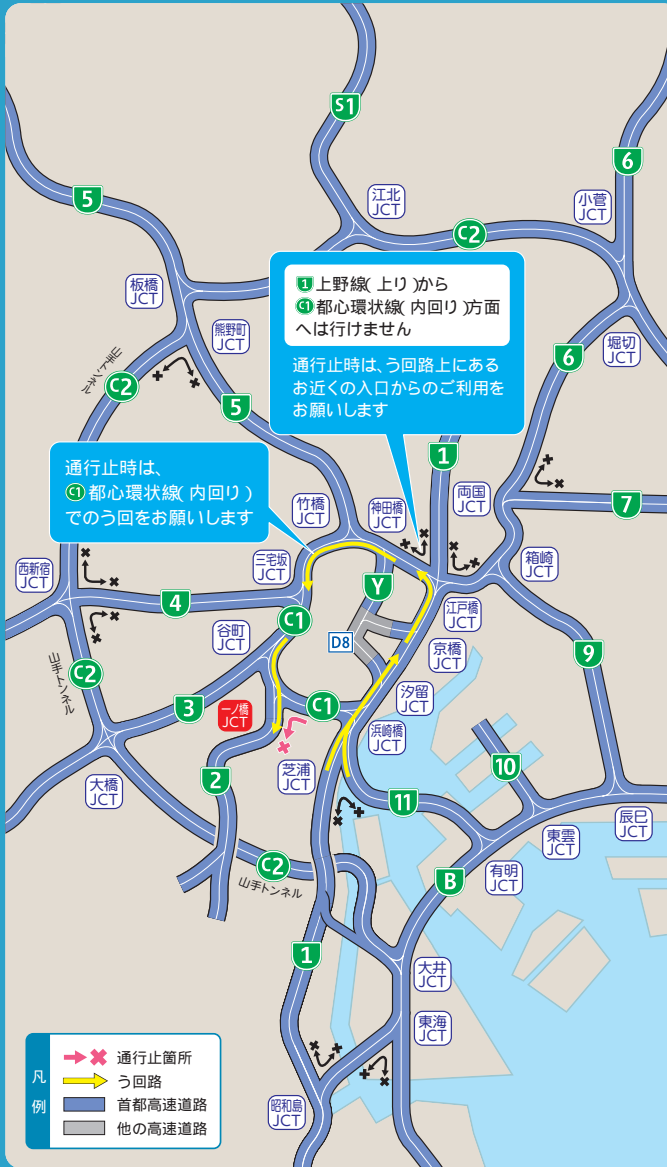 S1
6
5
江北
JCT
小菅
JCT
C2
板橋
JCT
1 上野線(上り)から
C1 都心環状線(内回り)方面
へは行けません
通行止時は、う回路上にある
お近くの入口からのご利用を
お願いします
熊野町
JCT
堀切
JCT
山手トンネル
C2
6
5
1
通行止時は、
C1 都心環状線(内回り)
でのう回をお願いします
竹橋
JCT
神田橋
JCT
両国
JCT
7
西新宿
JCT
三宅坂
JCT
箱崎
JCT
Y
4
C1
江戸橋
JCT
谷町
JCT
D8
京橋
JCT
9
山手トンネル
C2
汐留
JCT
3
一ノ橋
JCT
C1
浜崎橋
JCT
大橋
JCT
2
芝浦
JCT
10
11
辰巳
JCT
東雲
JCT
C2
山手トンネル
有明
JCT
B
1
大井
JCT
東海
JCT
昭和島
JCT
凡例
通行止箇所
う回路
首都高速道路
他の高速道路